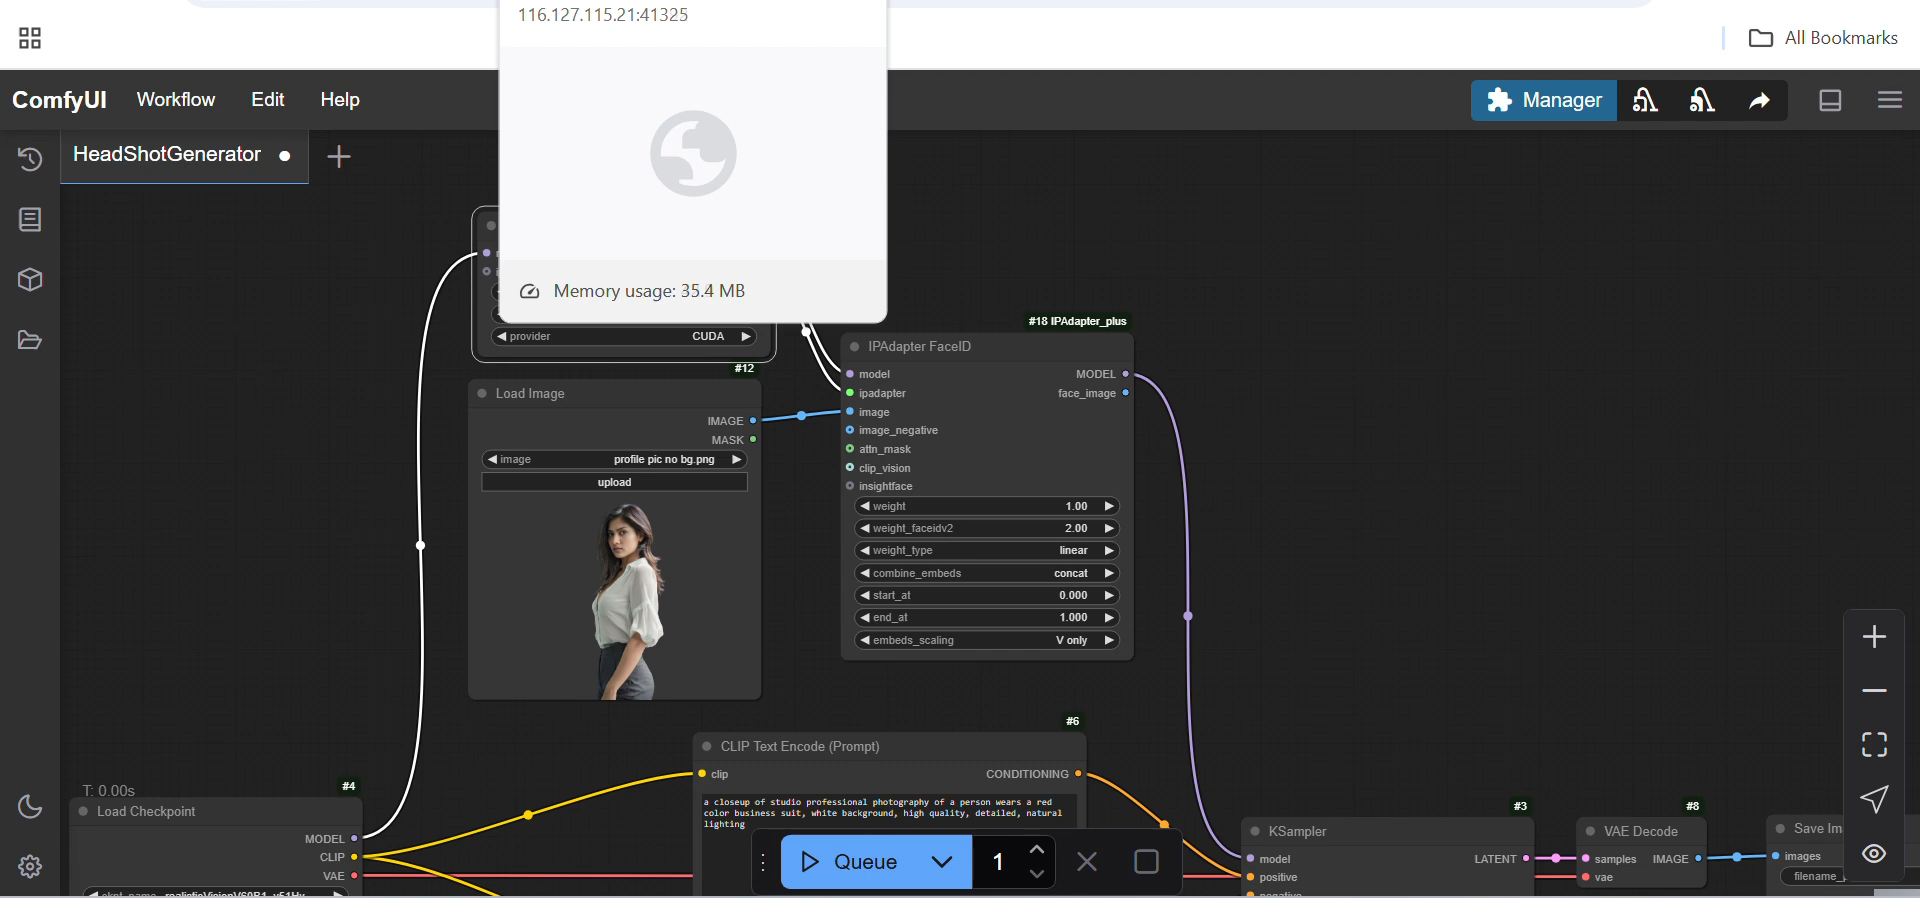 116.127.115.21:41325
All Bookmarks
ComfyUI Workflow Edit Help
Manager
HeadShotGenerator
Memory usage: 35.4 MB
provider CUDA
#12
Load Image
IMAGE
MASK
image profile pic no bg.png
upload
#18 IPAdapter_plus
IPAdapter FaceID
model MODEL
ipadapter face_image
image
image_negative
attn_mask
clip_vision
insightface
weight 1.00
weight_faceidv2 2.00
weight_type linear
combine_embeds concat
start_at 0.000
end_at 1.000
embeds_scaling V only
#6
CLIP Text Encode (Prompt)
clip CONDITIONING
a closeup of studio professional photography of a person wears a red
color business suit, white background, high quality, detailed, natural
lighting
T: 0.00s
#4
Load Checkpoint
MODEL
CLIP
VAE
Queue 1
#3
KSampler
model LATENT
positive
#8
VAE Decode
samples IMAGE
vae
Save Im
images
filename_